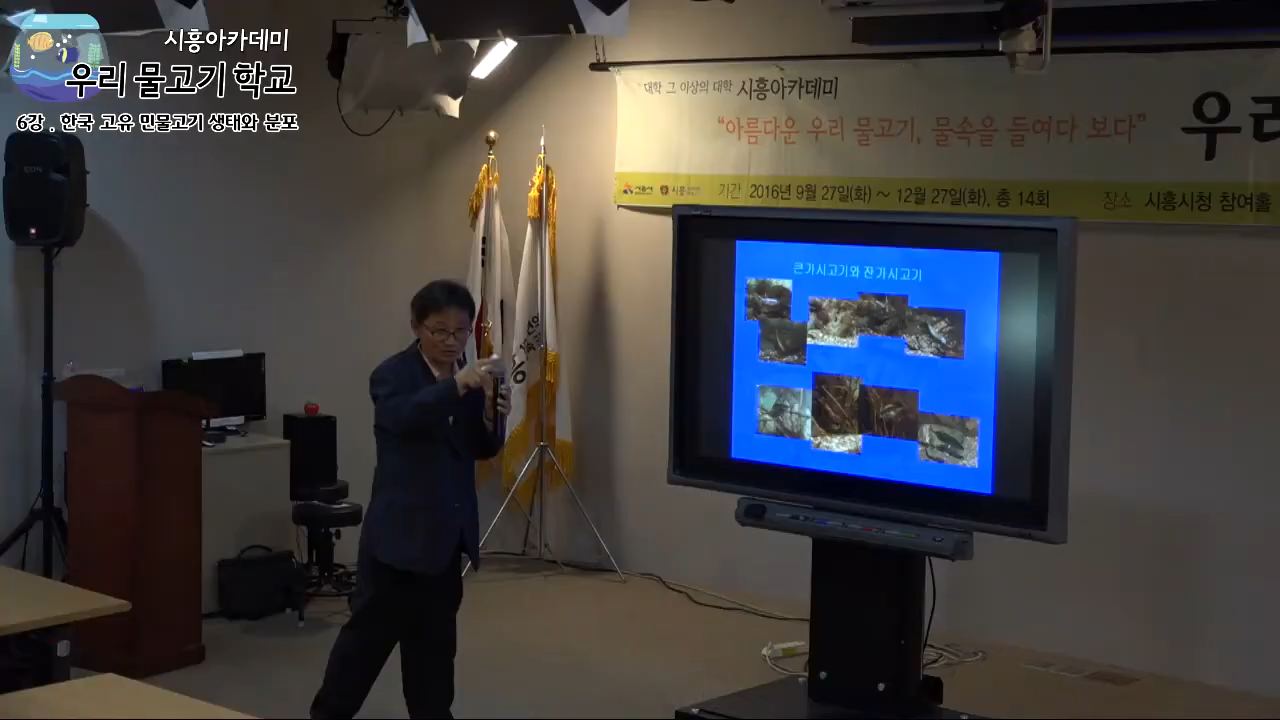 시흥아카데미
우리 물고기 학교
6강 . 한국 고유 민물고기 생태와 분포
대학 그 이상의 대학 시흥아카데미
"아름다운 우리 물고기, 물속을 들여다 보다"
우리
시흥시 시흥 기간 2016년 9월 27일(화) ~ 12월 27일(화), 총 14회 장소 시흥시청 참여홀
큰가시고기와 잔가시고기